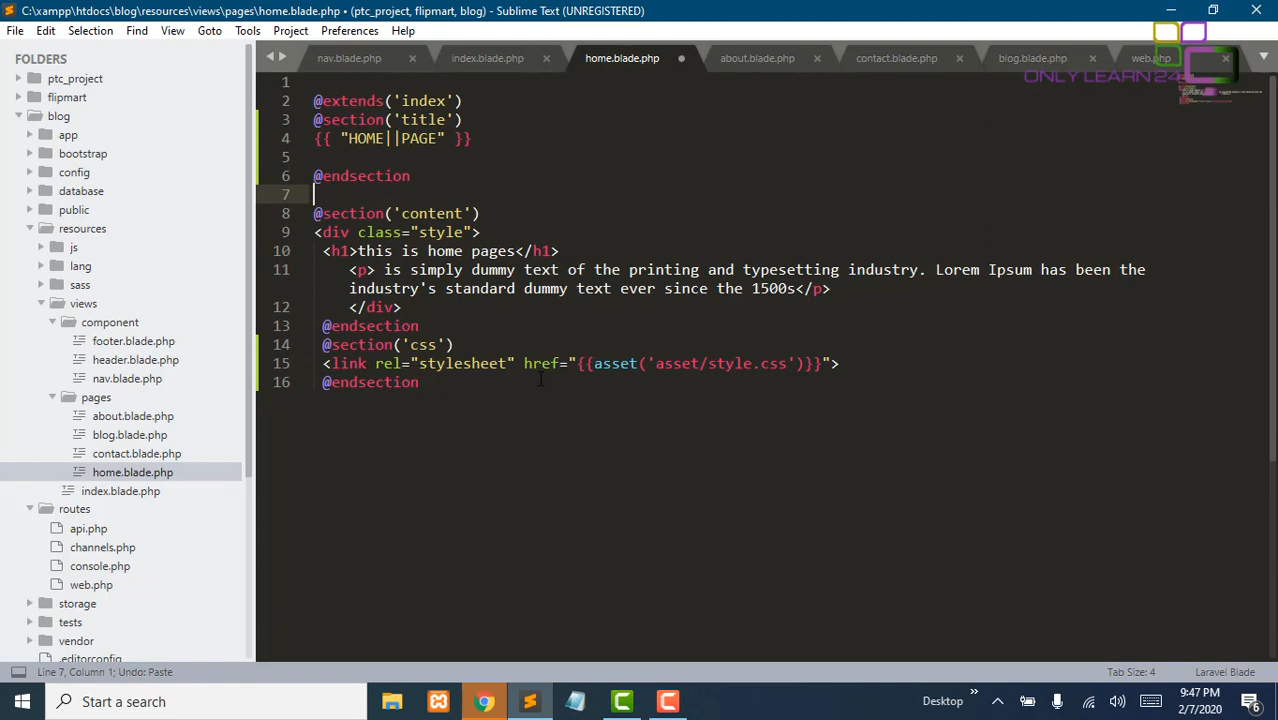 C:\xampp\htdocs\blog\resources\views\pages\home.blade.php • (ptc_project, flipmart, blog) - Sublime Text (UNREGISTERED)
File Edit Selection Find View Goto Tools Project Preferences Help
FOLDERS
ptc_project
flipmart
blog
app
bootstrap
config
database
public
resources
js
lang
sass
views
component
footer.blade.php
header.blade.php
nav.blade.php
pages
about.blade.php
blog.blade.php
contact.blade.php
home.blade.php
index.blade.php
routes
api.php
channels.php
console.php
web.php
storage
tests
vendor
.editorconfig
nav.blade.php index.blade.php home.blade.php about.blade.php contact.blade.php blog.blade.php web.php
ONLY LEARN 24
1
2 @extends('index')
3 @section('title')
4 {{ "HOME||PAGE" }}
5
6 @endsection
7
8 @section('content')
9 <div class="style">
10 <h1>this is home pages</h1>
11 <p> is simply dummy text of the printing and typesetting industry. Lorem Ipsum has been the
industry's standard dummy text ever since the 1500s</p>
12 </div>
13 @endsection
14 @section('css')
15 <link rel="stylesheet" href="{{asset('asset/style.css')}}">
16 @endsection
Line 7, Column 1; Undo: Paste Tab Size: 4 Laravel Blade
Start a search
Desktop
9:47 PM
2/7/2020
6